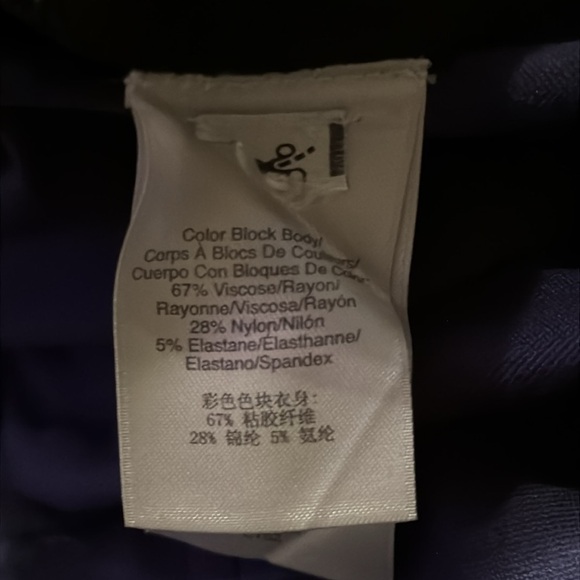 Color Block Body/
Corps À Blocs De Couleurs/
Cuerpo Con Bloques De Color
67% Viscose/Rayon/
Rayonne/Viscosa/Rayón
28% Nylon/Nilón
5% Elastane/Élasthanne/
Elastano/Spandex
彩色色块衣身:
67% 粘胶纤维
28% 锦纶 5% 氨纶